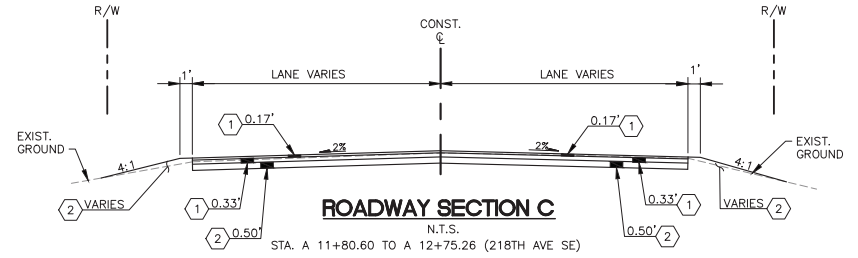 R/W
CONST.
℄
R/W
1'
LANE VARIES
LANE VARIES
1'
1 0.17'
0.17' 1
EXIST.
GROUND
4:1
2%
2%
4:1
EXIST.
GROUND
2 VARIES
1 0.33'
2 0.50'
0.33' 1
0.50' 2
VARIES 2
ROADWAY SECTION C
N.T.S.
STA. A 11+80.60 TO A 12+75.26 (218TH AVE SE)